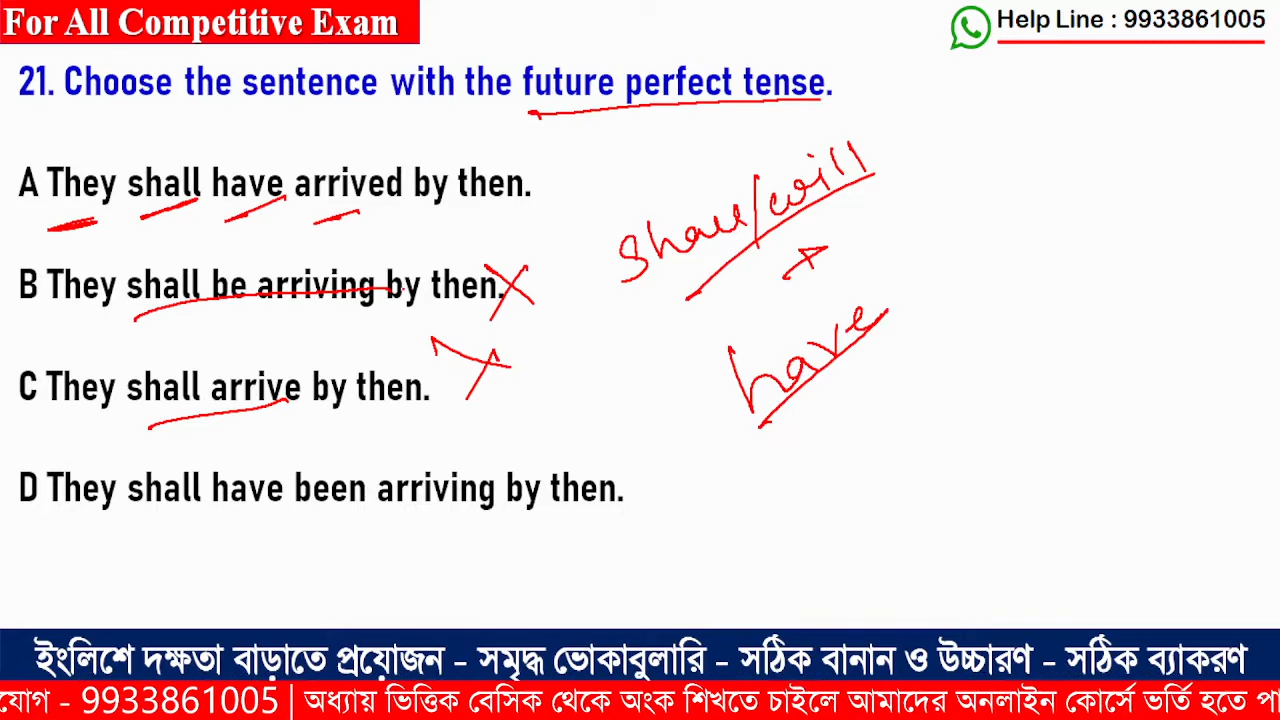 For All Competitive Exam
Help Line : 9933861005
21. Choose the sentence with the future perfect tense.
A They shall have arrived by then.
shall/will
+
B They shall be arriving by then.
have
C They shall arrive by then.
D They shall have been arriving by then.
ইংলিশে দক্ষতা বাড়াতে প্রয়োজন - সমৃদ্ধ ভোকাবুলারি - সঠিক বানান ও উচ্চারণ - সঠিক ব্যাকরণ
যোগ - 9933861005 | অধ্যায় ভিত্তিক বেসিক থেকে অংক শিখতে চাইলে আমাদের অনলাইন কোর্সে ভর্তি হতে পা